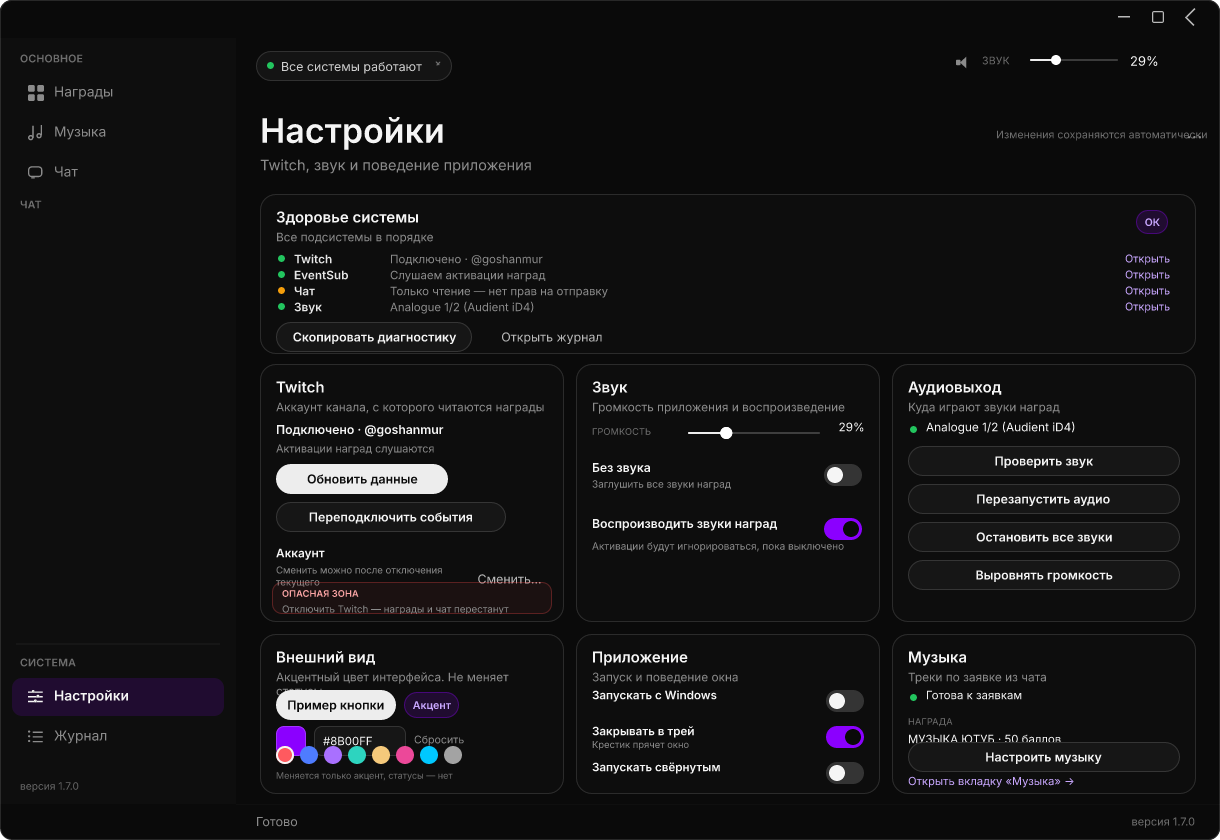 ОСНОВНОЕ
Награды
Музыка
Чат
ЧАТ
СИСТЕМА
Настройки
Журнал
версия 1.7.0
Все системы работают
ЗВУК
29%
Настройки
Twitch, звук и поведение приложения
Изменения сохраняются автоматически
Здоровье системы
Все подсистемы в порядке
ОК
Twitch
Подключено · @goshanmur
Открыть
EventSub
Слушаем активации наград
Открыть
Чат
Только чтение — нет прав на отправку
Открыть
Звук
Analogue 1/2 (Audient iD4)
Открыть
Скопировать диагностику
Открыть журнал
Twitch
Аккаунт канала, с которого читаются награды
Подключено · @goshanmur
Активации наград слушаются
Обновить данные
Переподключить события
Аккаунт
Сменить можно после отключения
текущего
Сменить...
ОПАСНАЯ ЗОНА
Отключить Twitch — награды и чат перестанут
Звук
Громкость приложения и воспроизведение
ГРОМКОСТЬ
29%
Без звука
Заглушить все звуки наград
Воспроизводить звуки наград
Активации будут игнорироваться, пока выключено
Аудиовыход
Куда играют звуки наград
Analogue 1/2 (Audient iD4)
Проверить звук
Перезапустить аудио
Остановить все звуки
Выровнять громкость
Внешний вид
Акцентный цвет интерфейса. Не меняет
Пример кнопки
Акцент
#8B00FF
Сбросить
Меняется только акцент, статусы — нет
Приложение
Запуск и поведение окна
Запускать с Windows
Закрывать в трей
Крестик прячет окно
Запускать свёрнутым
Музыка
Треки по заявке из чата
Готова к заявкам
НАГРАДА
МУЗЫКА ЮТУБ · 50 баллов
Настроить музыку
Открыть вкладку «Музыка» →
Готово
версия 1.7.0